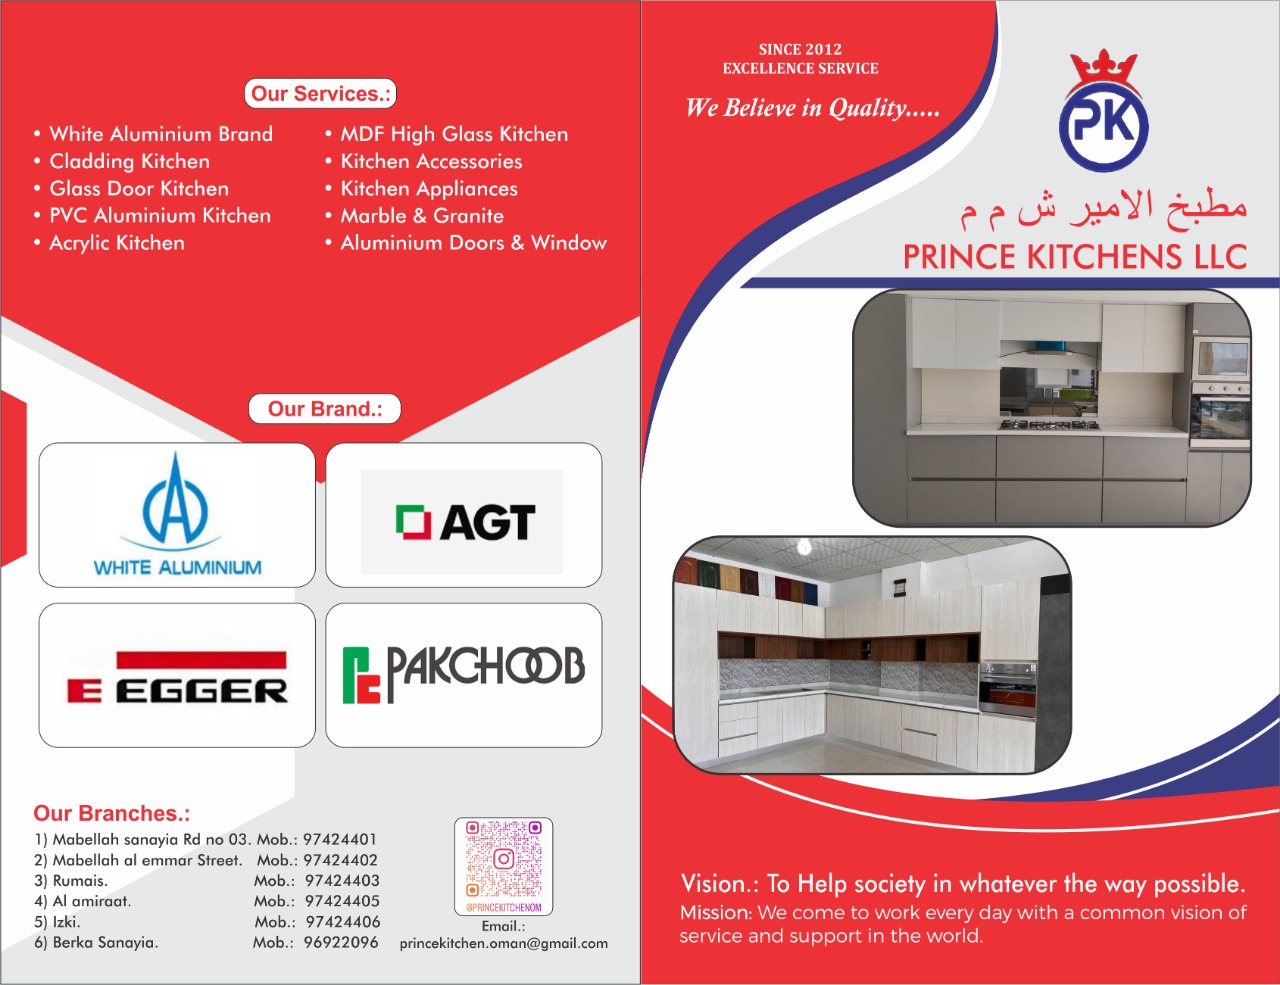 Our Services.:
• White Aluminium Brand
• Cladding Kitchen
• Glass Door Kitchen
• PVC Aluminium Kitchen
• Acrylic Kitchen
• MDF High Glass Kitchen
• Kitchen Accessories
• Kitchen Appliances
• Marble & Granite
• Aluminium Doors & Window
Our Brand.:
WHITE ALUMINIUM
AGT
E EGGER
PAKCHOOB
Our Branches.:
1) Mabellah sanayia Rd no 03. Mob.: 97424401
2) Mabellah al emmar Street. Mob.: 97424402
3) Rumais. Mob.: 97424403
4) Al amiraat. Mob.: 97424405
5) Izki. Mob.: 97424406
6) Berka Sanayia. Mob.: 96922096
@PRINCEKITCHENOM
Email.:
princekitchen.oman@gmail.com
SINCE 2012
EXCELLENCE SERVICE
We Believe in Quality.....
PK
مطبخ الامير ش م م
PRINCE KITCHENS LLC
Vision.: To Help society in whatever the way possible.
Mission: We come to work every day with a common vision of
service and support in the world.